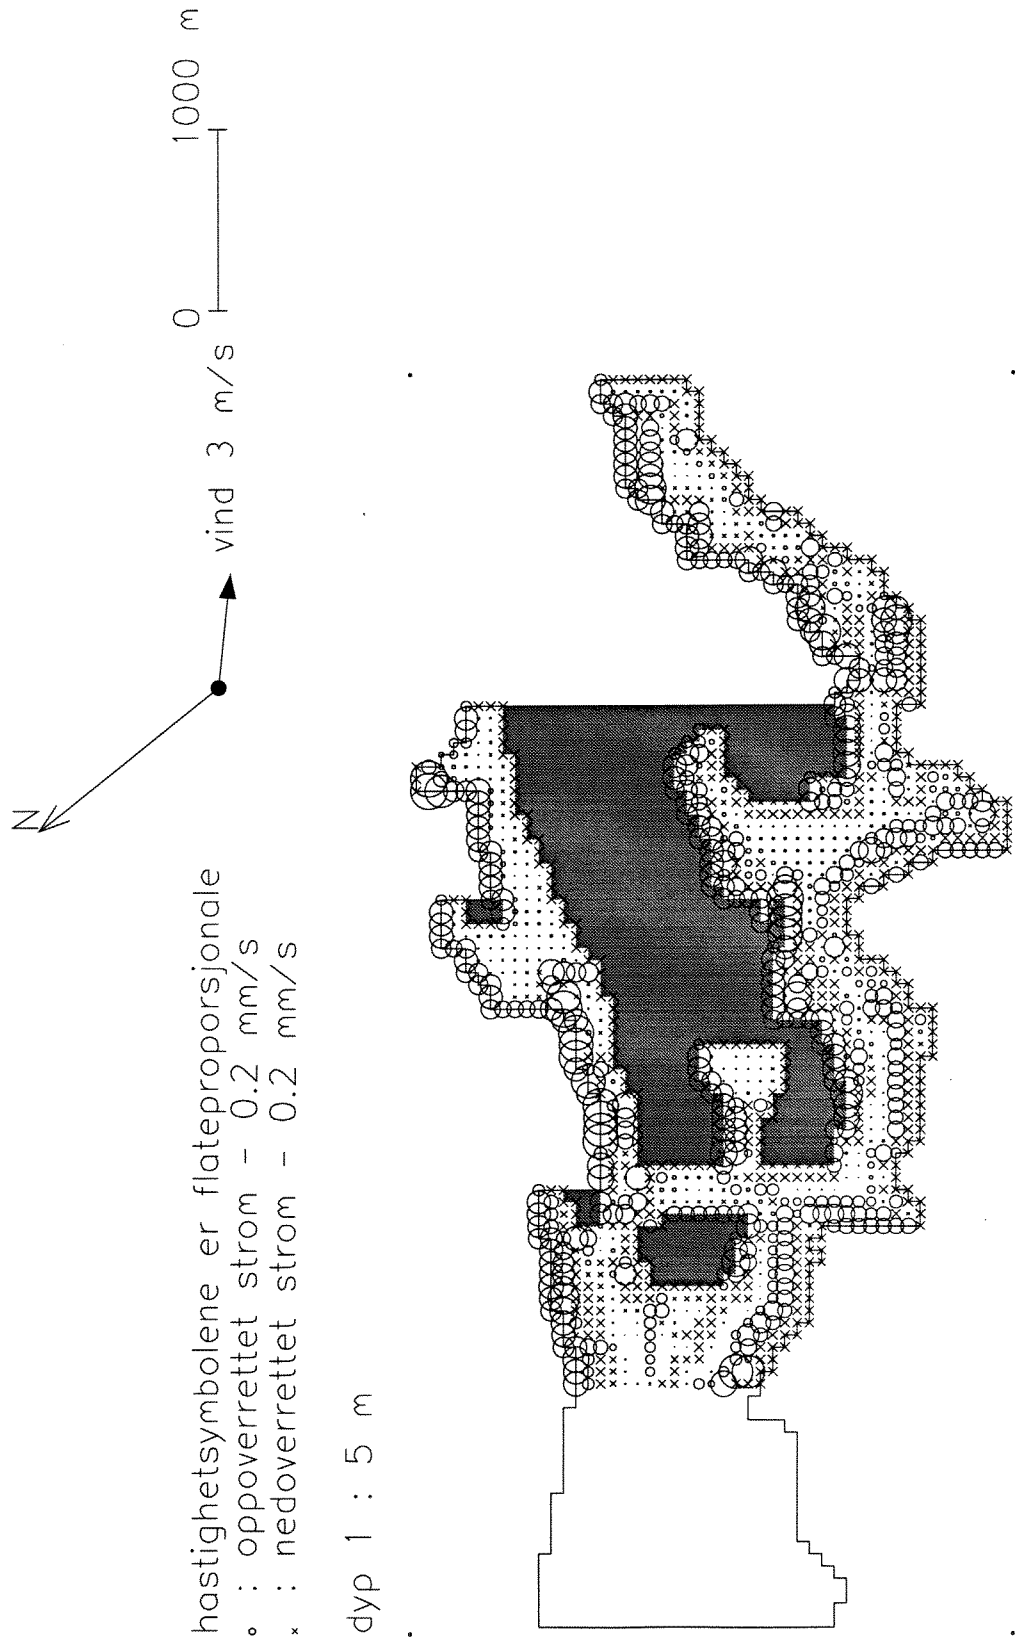 hastighetsymbolene er flateproporsjonale
o : oppoverrettet strom - 0.2 mm/s
x : nedoverrettet strom - 0.2 mm/s
dyp 1 : 5 m
N
vind 3 m/s
0 1000 m